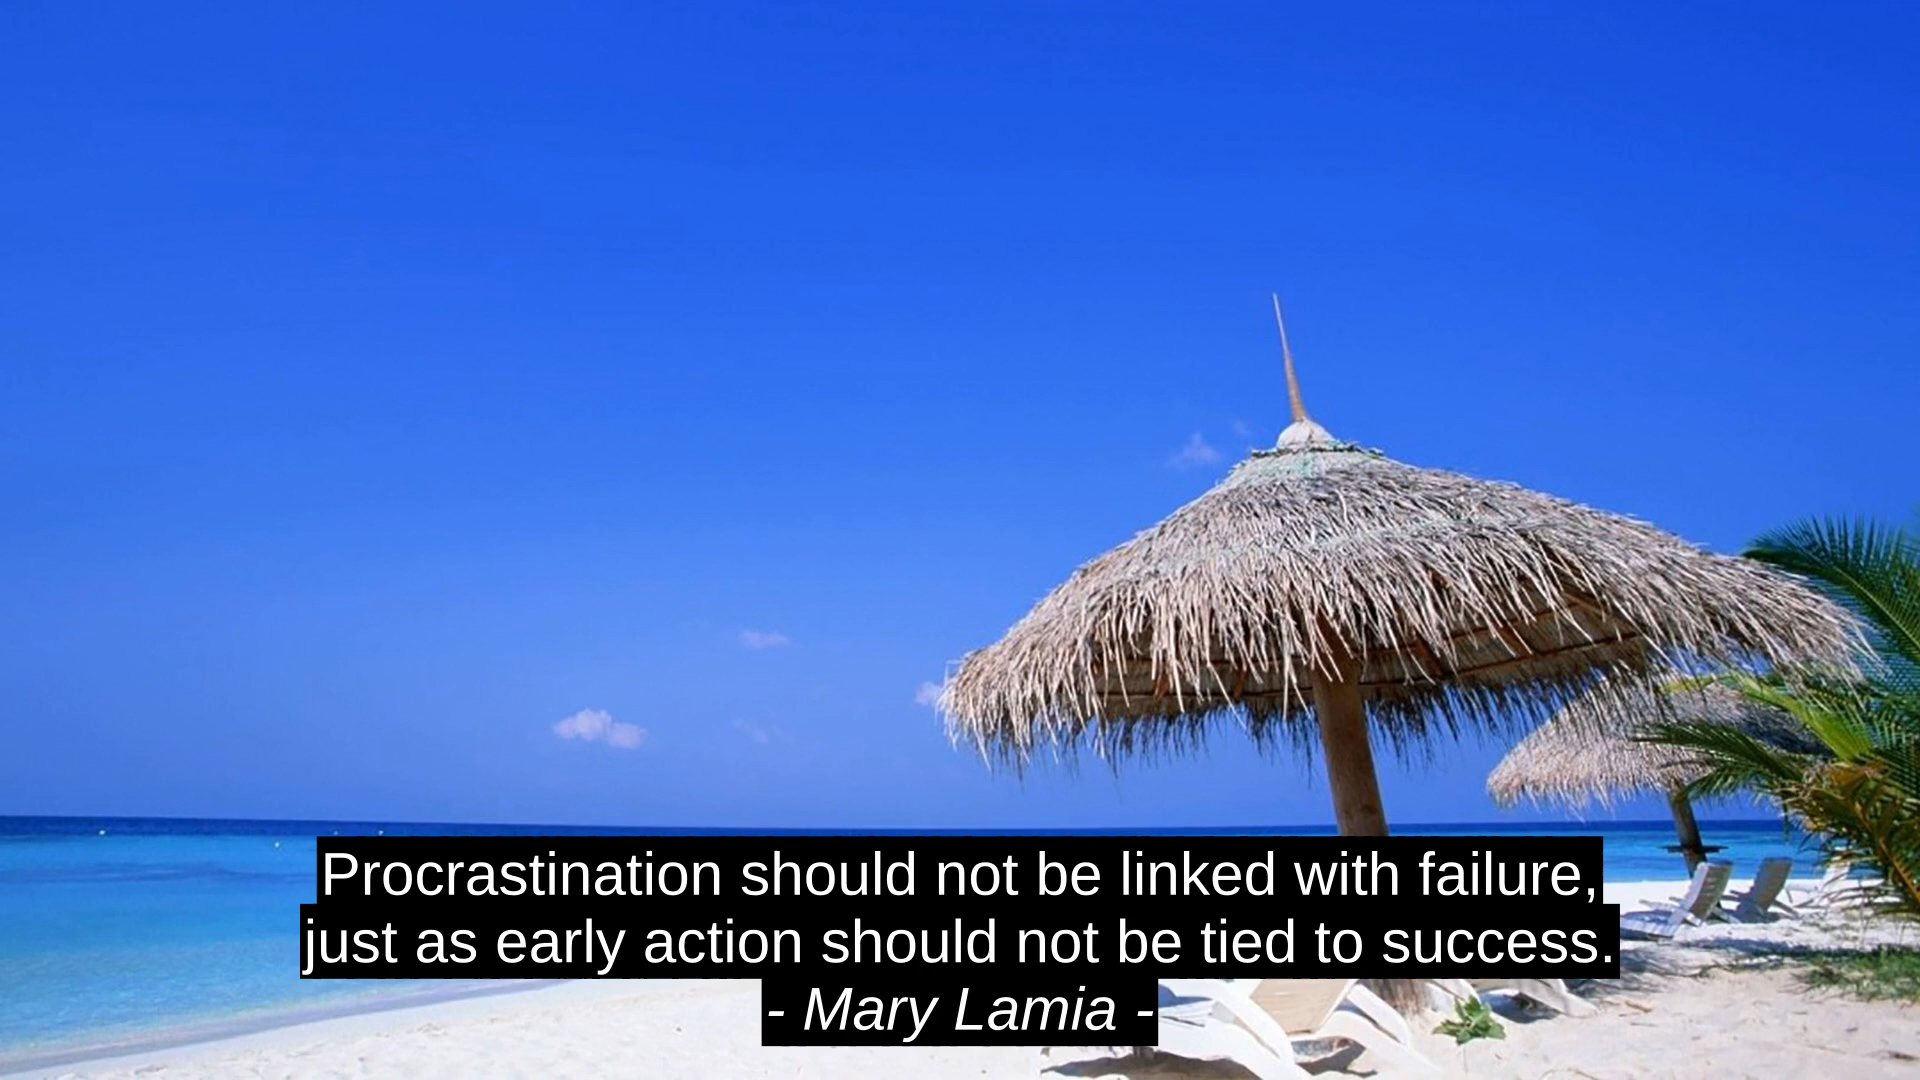 Procrastination should not be linked with failure,
just as early action should not be tied to success.
- Mary Lamia -